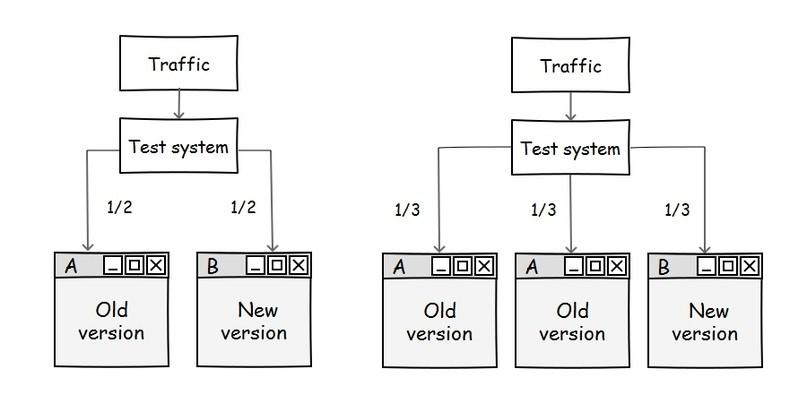 Traffic
Test system
1/2
1/2
A
Old
version
B
New
version
Traffic
Test system
1/3
1/3
1/3
A
Old
version
A
Old
version
B
New
version